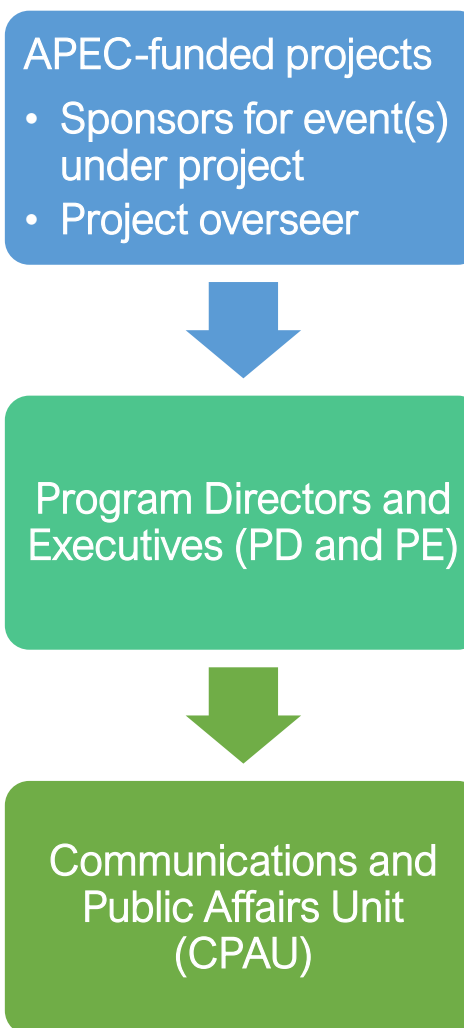 APEC-funded projects
• Sponsors for event(s)
under project
• Project overseer
Program Directors and
Executives (PD and PE)
Communications and
Public Affairs Unit
(CPAU)